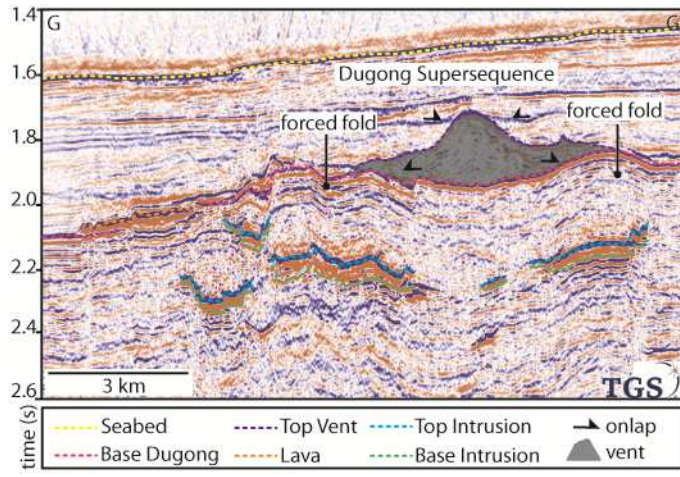 G
G
1.4
Dugong Supersequence
1.6
forced fold
forced fold
1.8
2.0
2.2
2.4
3 km
TGS
2.6
time (s)
Seabed
Top Vent
Top Intrusion
onlap
Base Dugong
Lava
Base Intrusion
vent